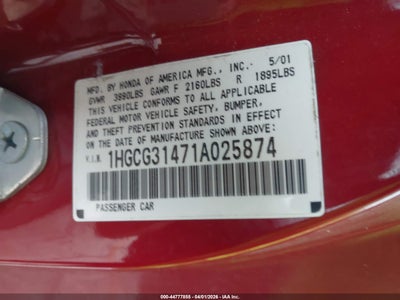 MFD. BY HONDA OF AMERICA MFG., INC.· 5/01
GVWR 3980LBS GAWR F 2160LBS R 1895LBS
THIS VEHICLE CONFORMS TO ALL APPLICABLE
FEDERAL MOTOR VEHICLE SAFETY, BUMPER,
AND THEFT PREVENTION STANDARDS IN EFFECT
ON THE DATE OF MANUFACTURE SHOWN ABOVE.
V.I.N. 1HGCG31471A025874
PASSENGER CAR
000-44777855 - 04/01/2026 - IAA Inc.